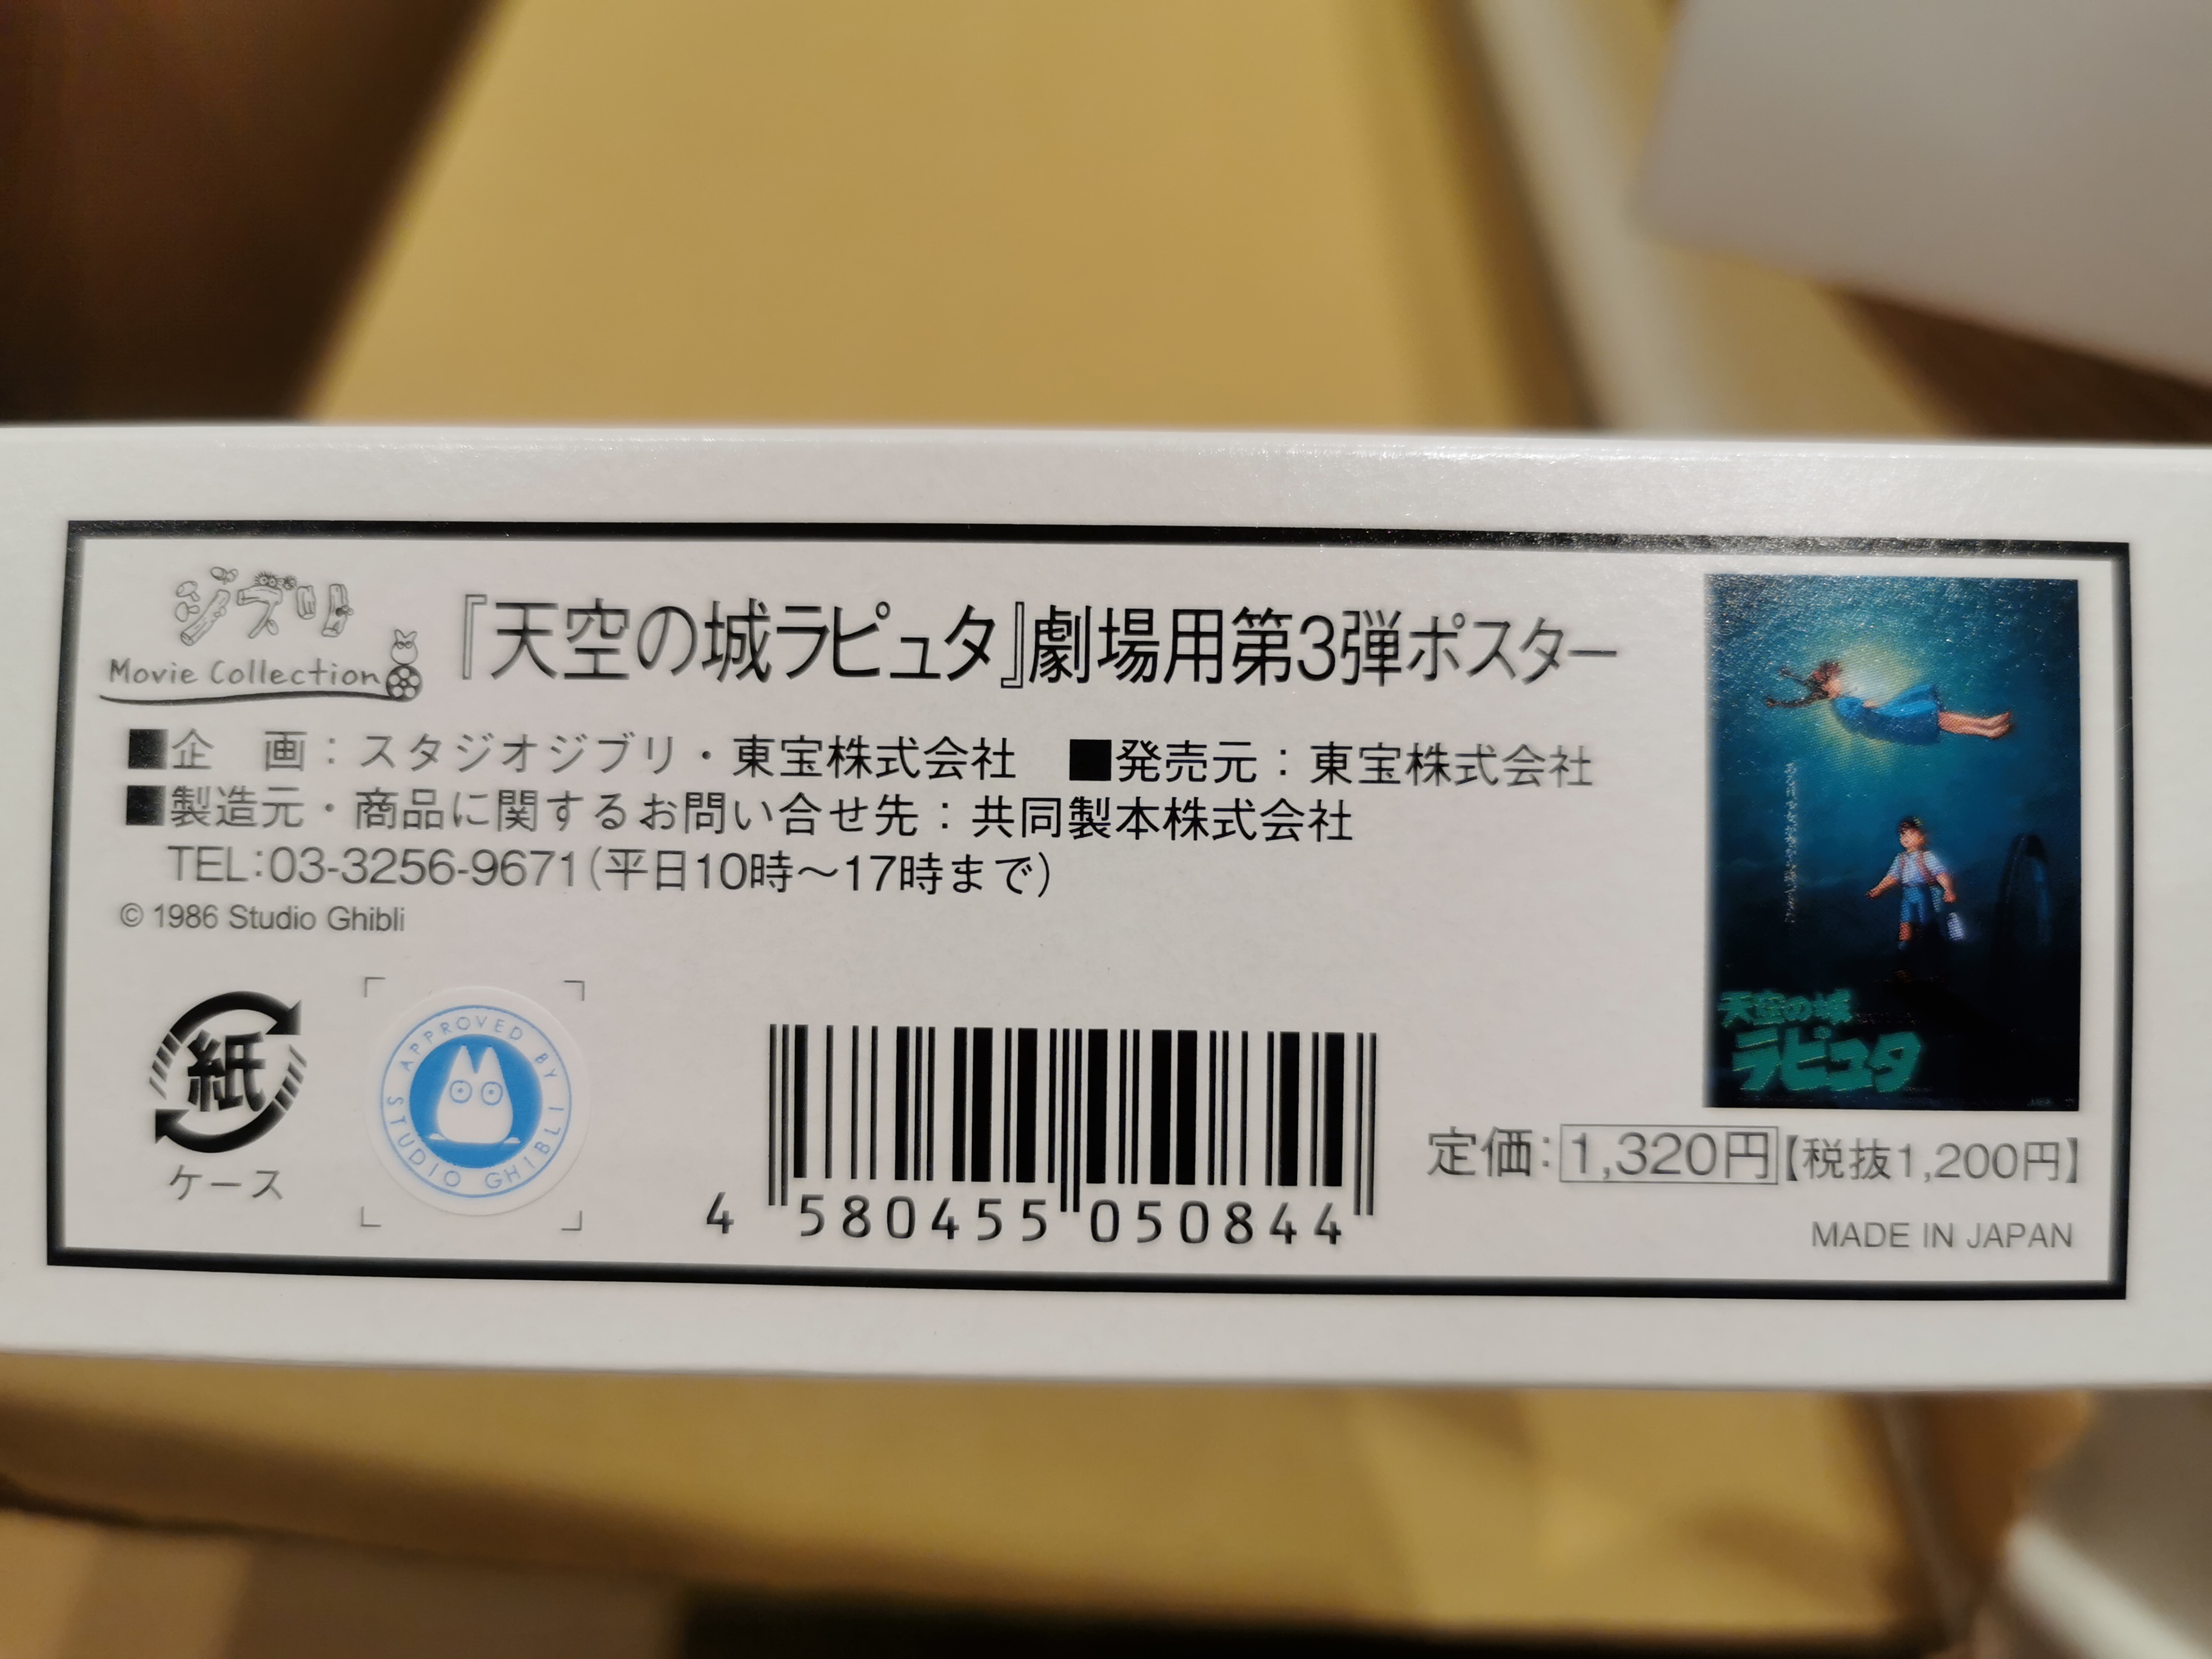 ジブリ
Movie Collection
『天空の城ラピュタ』劇場用第3弾ポスター
■企　画：スタジオジブリ・東宝株式会社　■発売元：東宝株式会社
■製造元・商品に関するお問い合せ先：共同製本株式会社
TEL:03-3256-9671(平日10時〜17時まで)
© 1986 Studio Ghibli
紙
ケース
APPROVED BY STUDIO GHIBLI
4 580455 050844
天空の城
ラピュタ
定価:1,320円【税抜1,200円】
MADE IN JAPAN